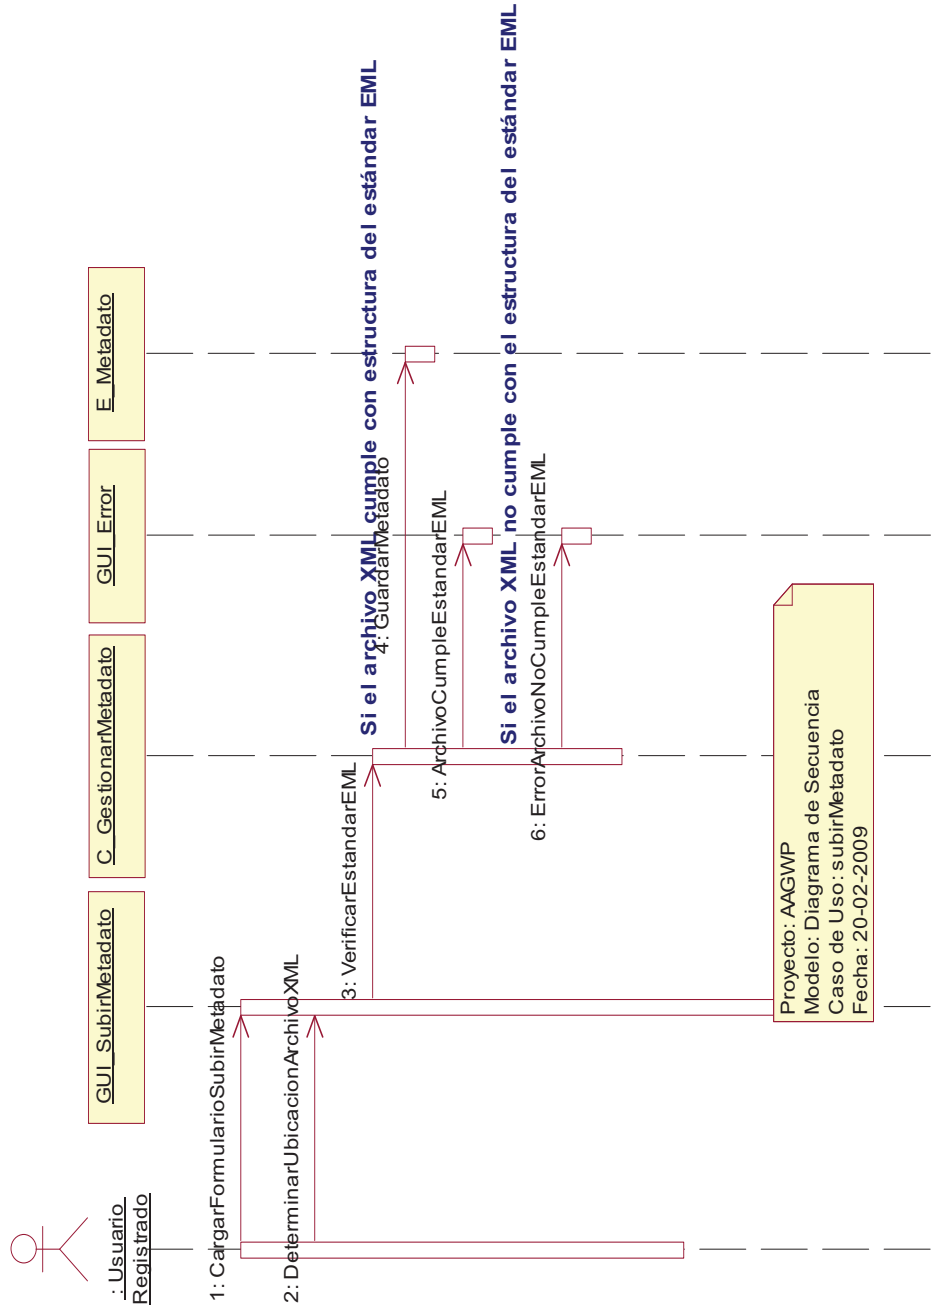 : Usuario
Registrado
GUI_SubirMetadato
C_GestionarMetadato
GUI_Error
E_Metadato
1: CargarFormularioSubirMetadato
2: DeterminarUbicacionArchivoXML
3: VerificarEstandarEML
Si el archivo XML cumple con estructura del estándar EML
4: GuardarMetadato
5: ArchivoCumpleEstandarEML
Si el archivo XML no cumple con el estructura del estándar EML
6: ErrorArchivoNoCumpleEstandarEML
Proyecto: AAGWP
Modelo: Diagrama de Secuencia
Caso de Uso: subirMetadato
Fecha: 20-02-2009